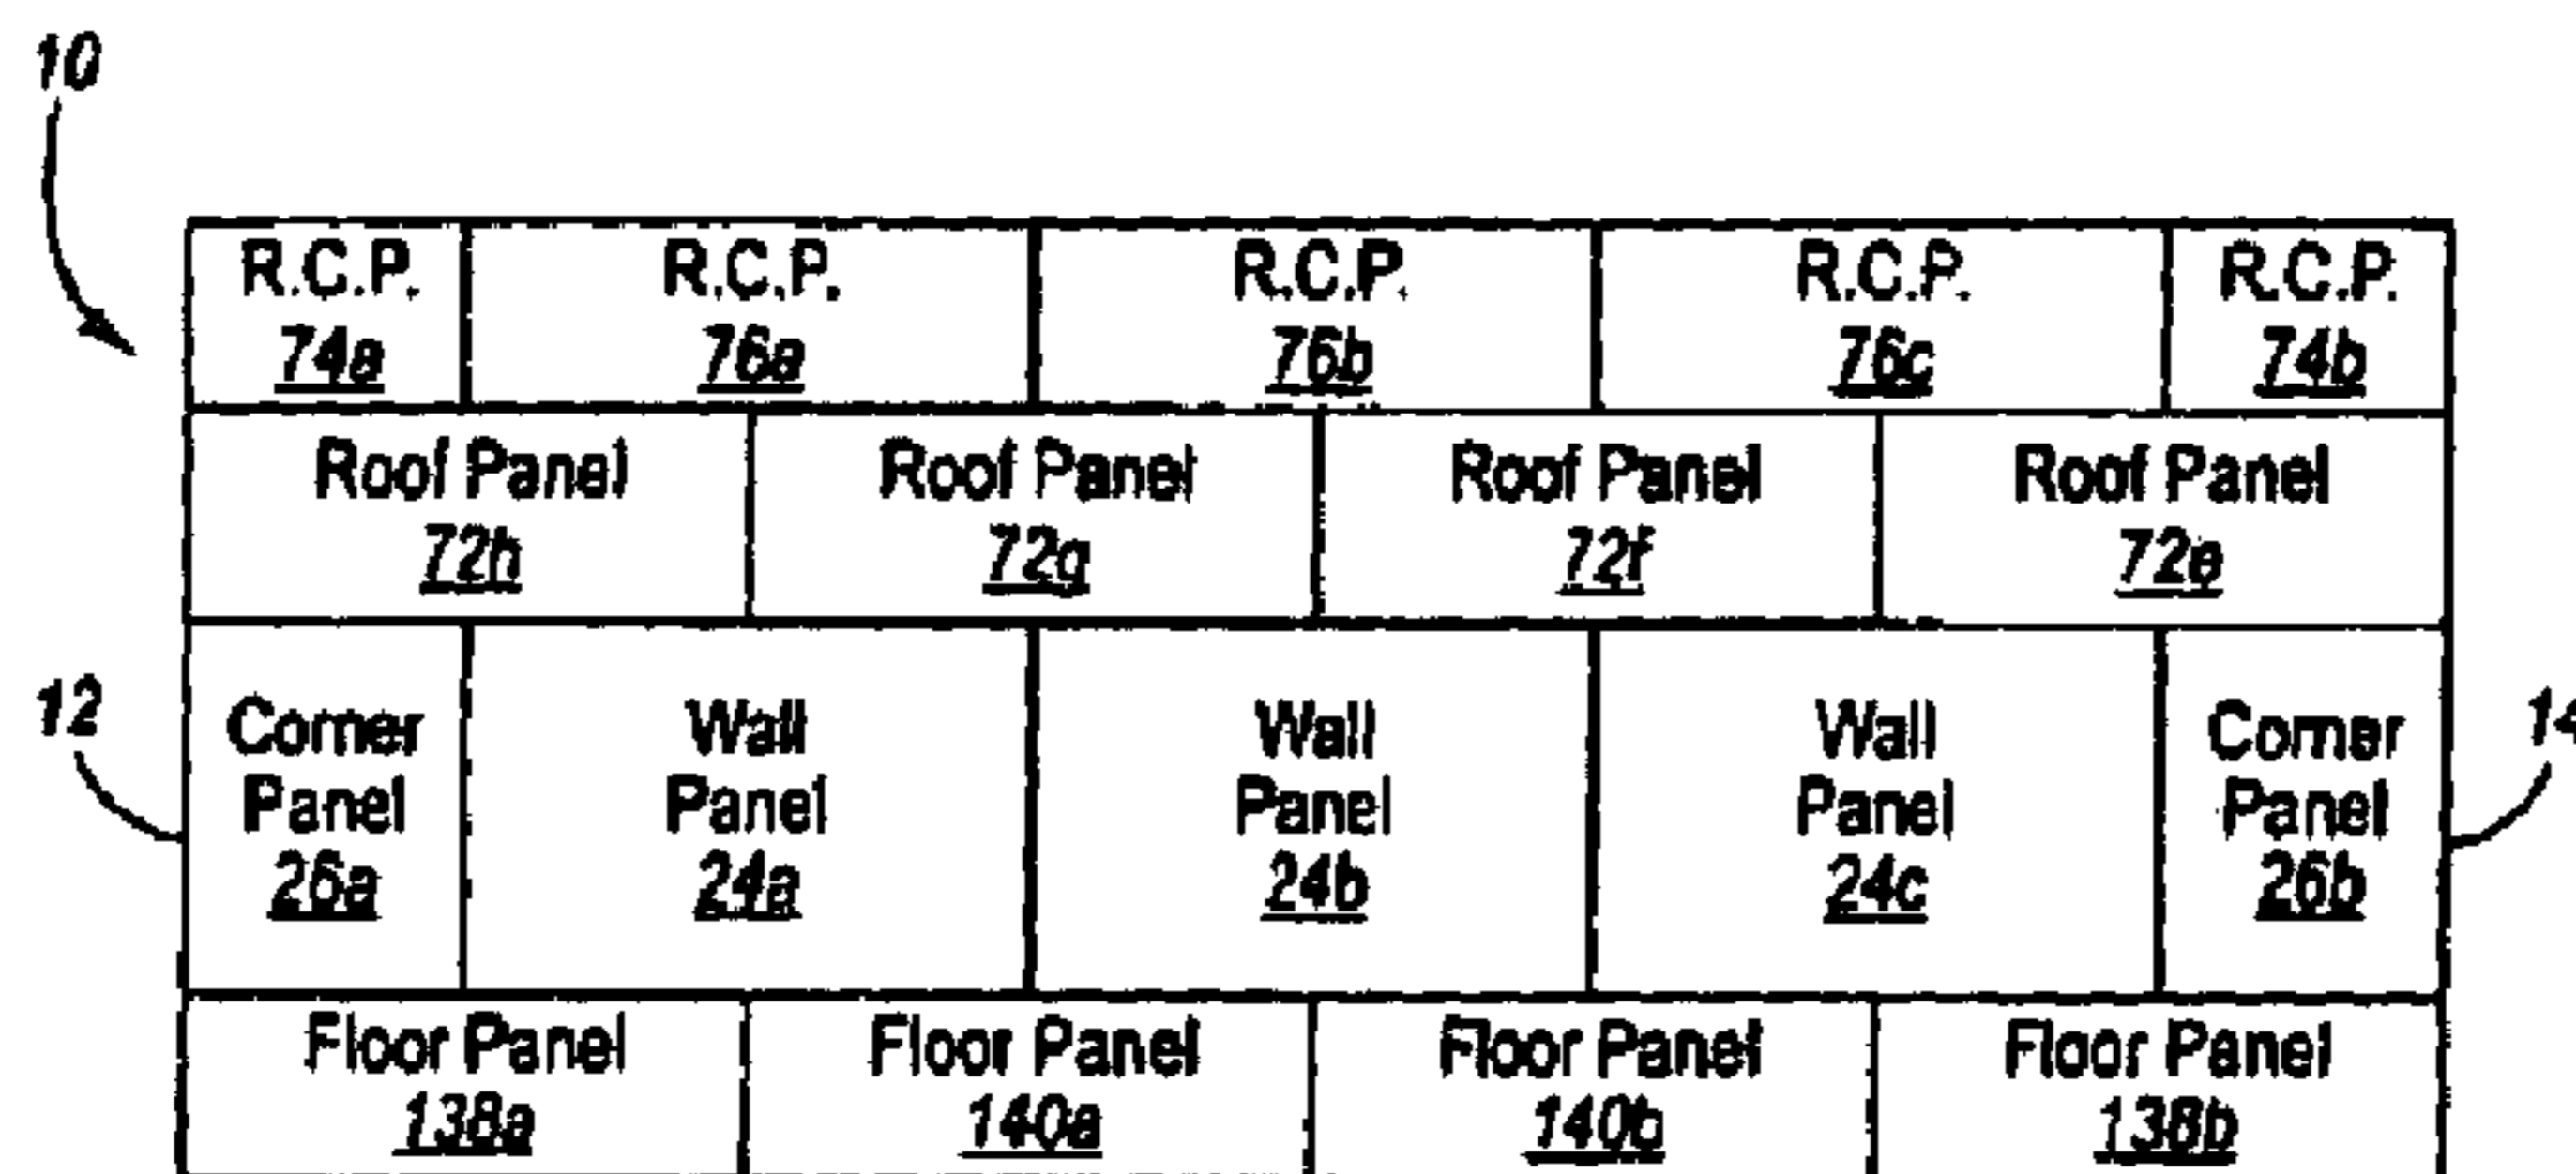 10
R.C.P. R.C.P. R.C.P. R.C.P. R.C.P.
74a 76a 76b 76c 74b
Roof Panel Roof Panel Roof Panel Roof Panel
72h 72g 72f 72e
12 14
Corner Wall Wall Wall Corner
Panel Panel Panel Panel Panel
26a 24a 24b 24c 26b
Floor Panel Floor Panel Floor Panel Floor Panel
138a 140a 140b 138b